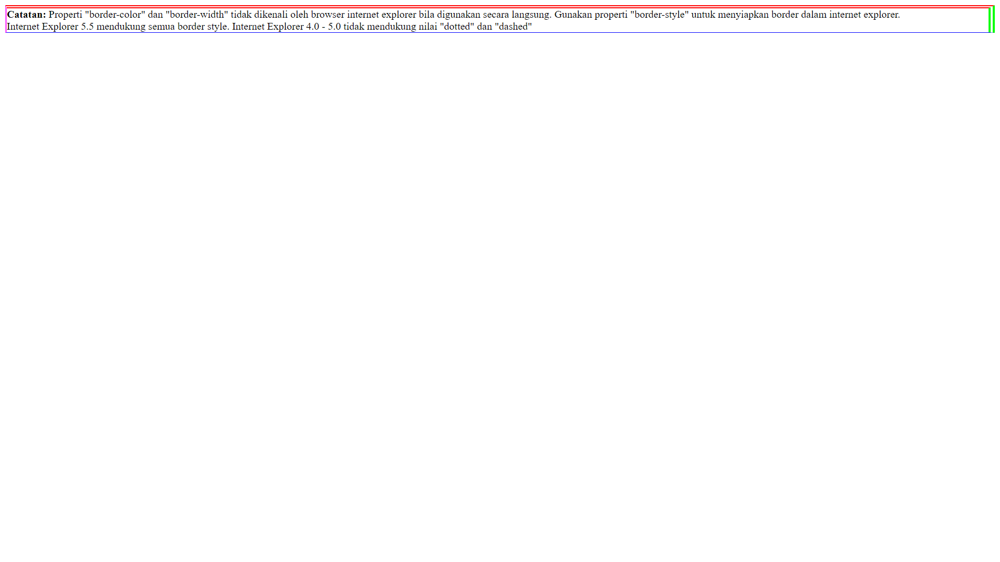 Catatan: Properti "border-color" dan "border-width" tidak dikenali oleh browser internet explorer bila digunakan secara langsung. Gunakan properti "border-style" untuk menyiapkan border dalam internet explorer.
Internet Explorer 5.5 mendukung semua border style. Internet Explorer 4.0 - 5.0 tidak mendukung nilai "dotted" dan "dashed"